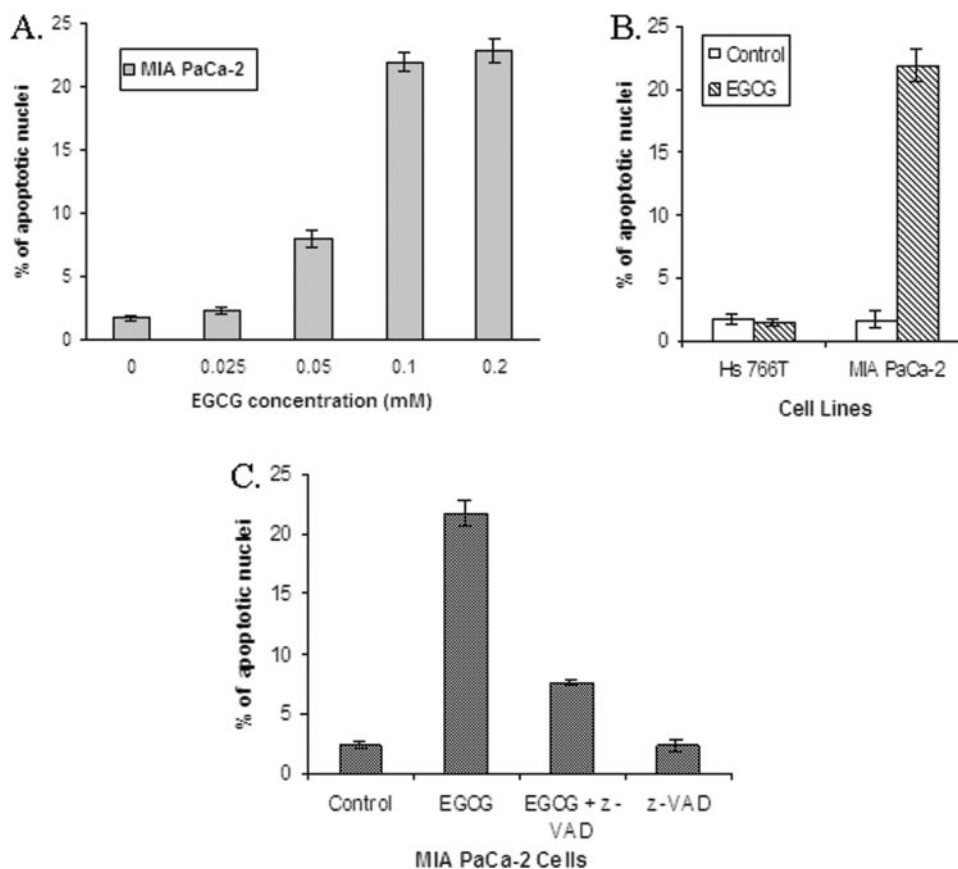 A.
25
20
15
10
5
0
% of apoptotic nuclei
MIA PaCa-2
0 0.025 0.05 0.1 0.2
EGCG concentration (mM)
B.
25
20
15
10
5
0
% of apoptotic nuclei
Control
EGCG
Hs 766T MIA PaCa-2
Cell Lines
C.
25
20
15
10
5
0
% of apoptotic nuclei
Control EGCG EGCG + z - z - VAD
VAD
MIA PaCa-2 Cells